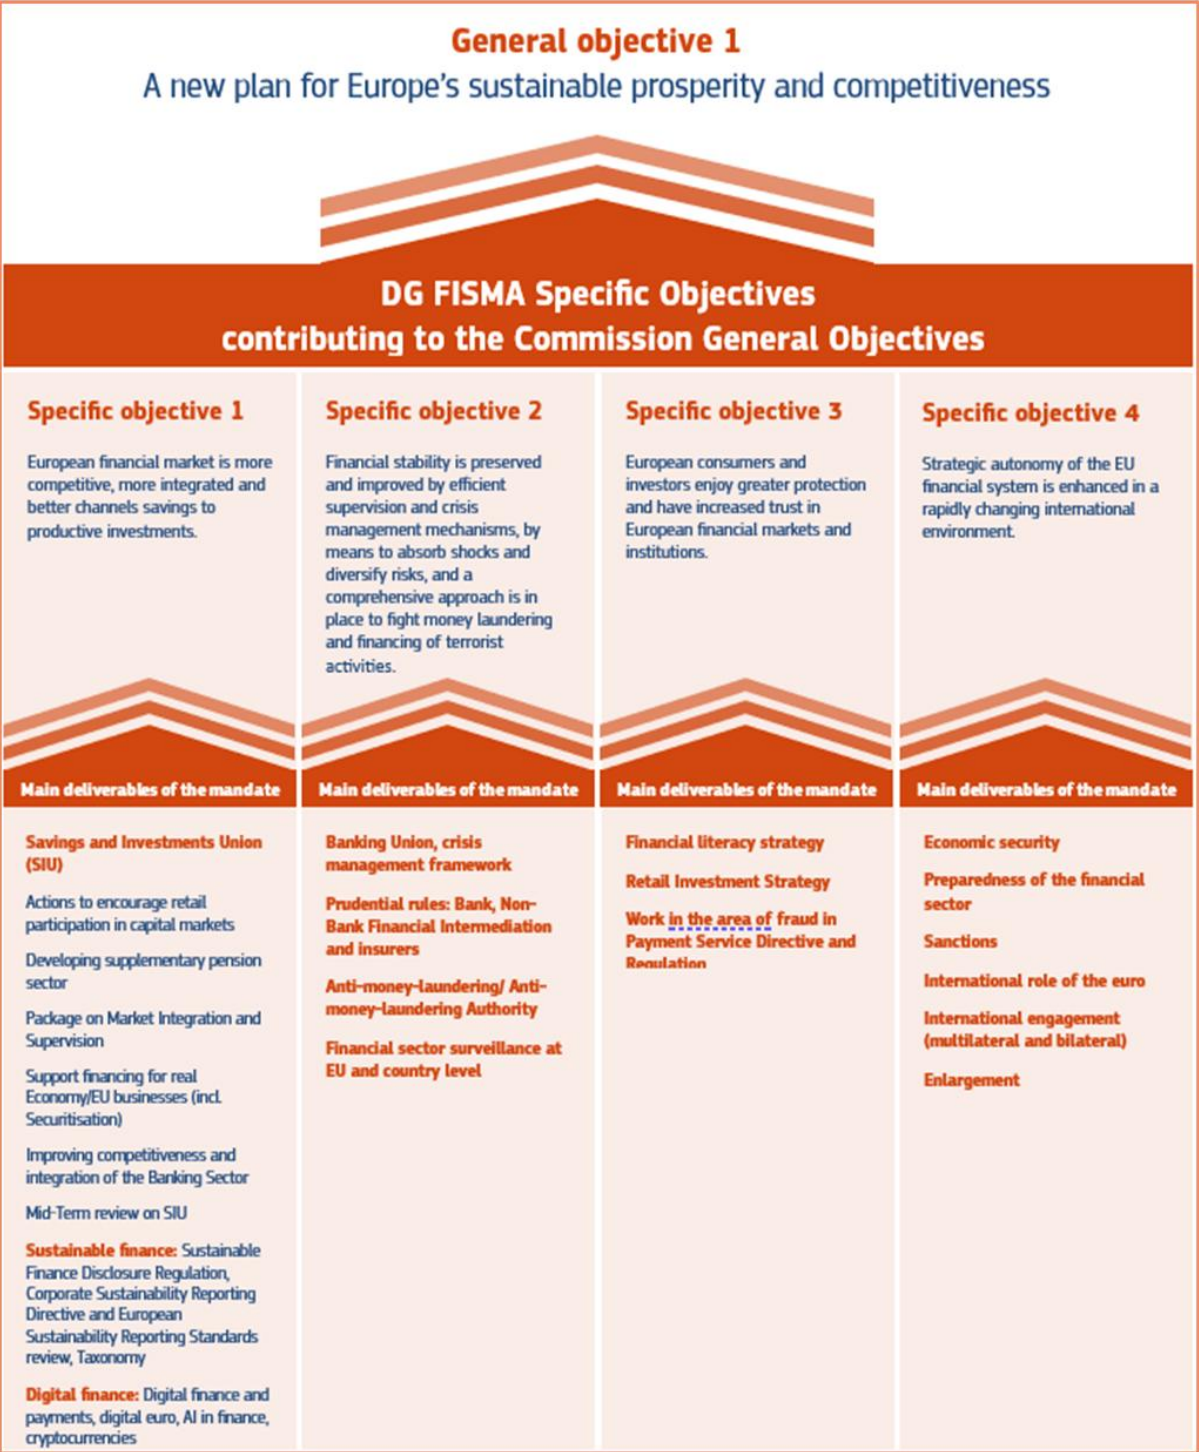 General objective 1
A new plan for Europe's sustainable prosperity and competitiveness
DG FISMA Specific Objectives
contributing to the Commission General Objectives
Specific objective 1
European financial market is more
competitive, more integrated and
better channels savings to
productive investments.
Specific objective 2
Financial stability is preserved
and improved by efficient
supervision and crisis
management mechanisms, by
means to absorb shocks and
diversify risks, and a
comprehensive approach is in
place to fight money laundering
and financing of terrorist
activities.
Specific objective 3
European consumers and
investors enjoy greater protection
and have increased trust in
European financial markets and
institutions.
Specific objective 4
Strategic autonomy of the EU
financial system is enhanced in a
rapidly changing international
environment.
Main deliverables of the mandate
Savings and Investments Union
(SIU)
Actions to encourage retail
participation in capital markets
Developing supplementary pension
sector
Package on Market Integration and
Supervision
Support financing for real
Economy/EU businesses (incl.
Securitisation)
Improving competitiveness and
integration of the Banking Sector
Mid-Term review on SIU
Sustainable finance: Sustainable
Finance Disclosure Regulation,
Corporate Sustainability Reporting
Directive and European
Sustainability Reporting Standards
review, Taxonomy
Digital finance: Digital finance and
payments, digital euro, AI in finance,
cryptocurrencies
Main deliverables of the mandate
Banking Union, crisis
management framework
Prudential rules: Bank, Non-
Bank Financial Intermediation
and insurers
Anti-money-laundering/ Anti-
money-laundering Authority
Financial sector surveillance at
EU and country level
Main deliverables of the mandate
Financial literacy strategy
Retail Investment Strategy
Work in the area of fraud in
Payment Service Directive and
Regulation
Main deliverables of the mandate
Economic security
Preparedness of the financial
sector
Sanctions
International role of the euro
International engagement
(multilateral and bilateral)
Enlargement